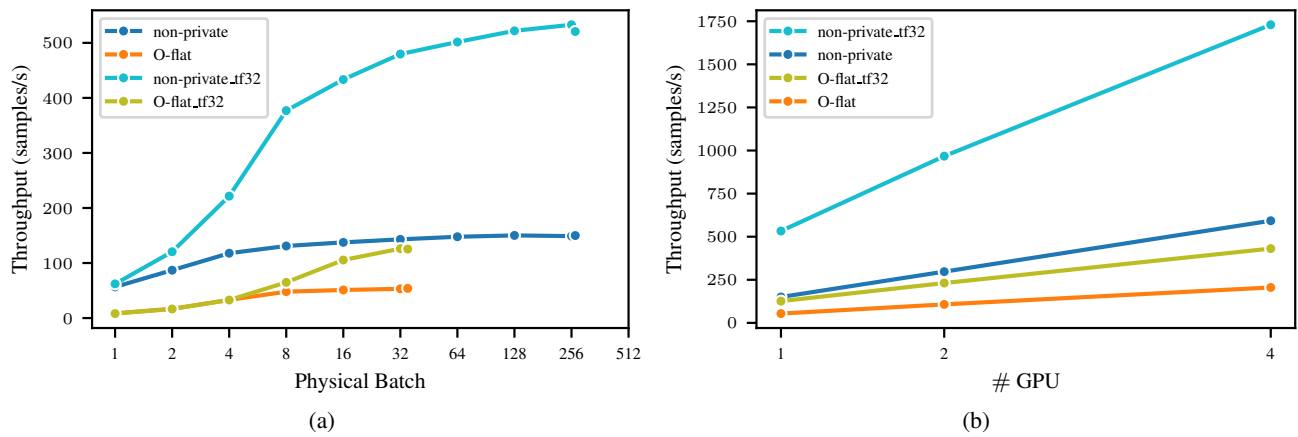 Throughput (samples/s)
500
400
300
200
100
0
non-private
O-flat
non-private_tf32
O-flat_tf32
1 2 4 8 16 32 64 128 256 512
Physical Batch
(a)
Throughput (samples/s)
1750
1500
1250
1000
750
500
250
0
non-private_tf32
non-private
O-flat_tf32
O-flat
1 2 4
# GPU
(b)